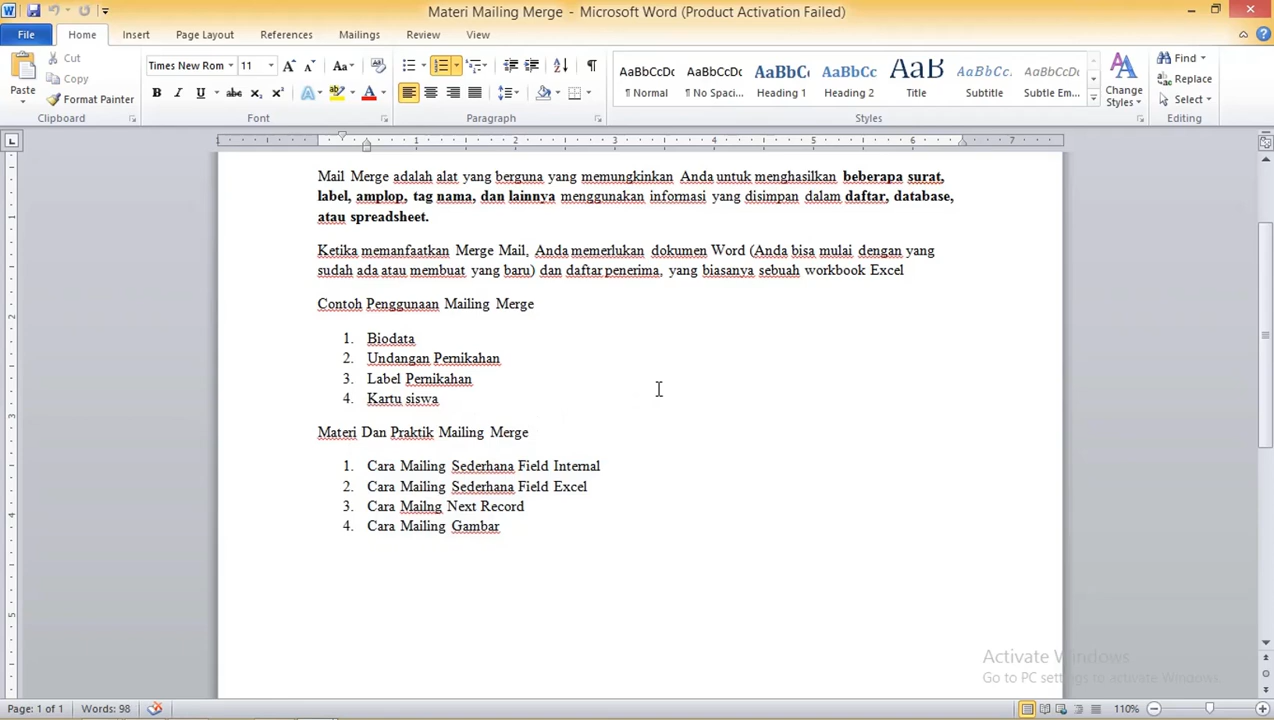 Materi Mailing Merge - Microsoft Word (Product Activation Failed)
File Home Insert Page Layout References Mailings Review View
Paste Cut Copy Format Painter
Times New Rom 11
AaBbCcDc AaBbCcDc AaBbC AaBbCc AaB AaBbCc. AaBbCcDc
¶ Normal ¶ No Spaci... Heading 1 Heading 2 Title Subtitle Subtle Em...
Change Styles
Find Replace Select
Clipboard Font Paragraph Styles Editing
Mail Merge adalah alat yang berguna yang memungkinkan Anda untuk menghasilkan beberapa surat,
label, amplop, tag nama, dan lainnya menggunakan informasi yang disimpan dalam daftar, database,
atau spreadsheet.
Ketika memanfaatkan Merge Mail, Anda memerlukan dokumen Word (Anda bisa mulai dengan yang
sudah ada atau membuat yang baru) dan daftar penerima, yang biasanya sebuah workbook Excel
Contoh Penggunaan Mailing Merge
1. Biodata
2. Undangan Pernikahan
3. Label Pernikahan
4. Kartu siswa
Materi Dan Praktik Mailing Merge
1. Cara Mailing Sederhana Field Internal
2. Cara Mailing Sederhana Field Excel
3. Cara Mailng Next Record
4. Cara Mailing Gambar
Activate Windows
Go to PC settings to activate Windows.
Page: 1 of 1 Words: 98 110%